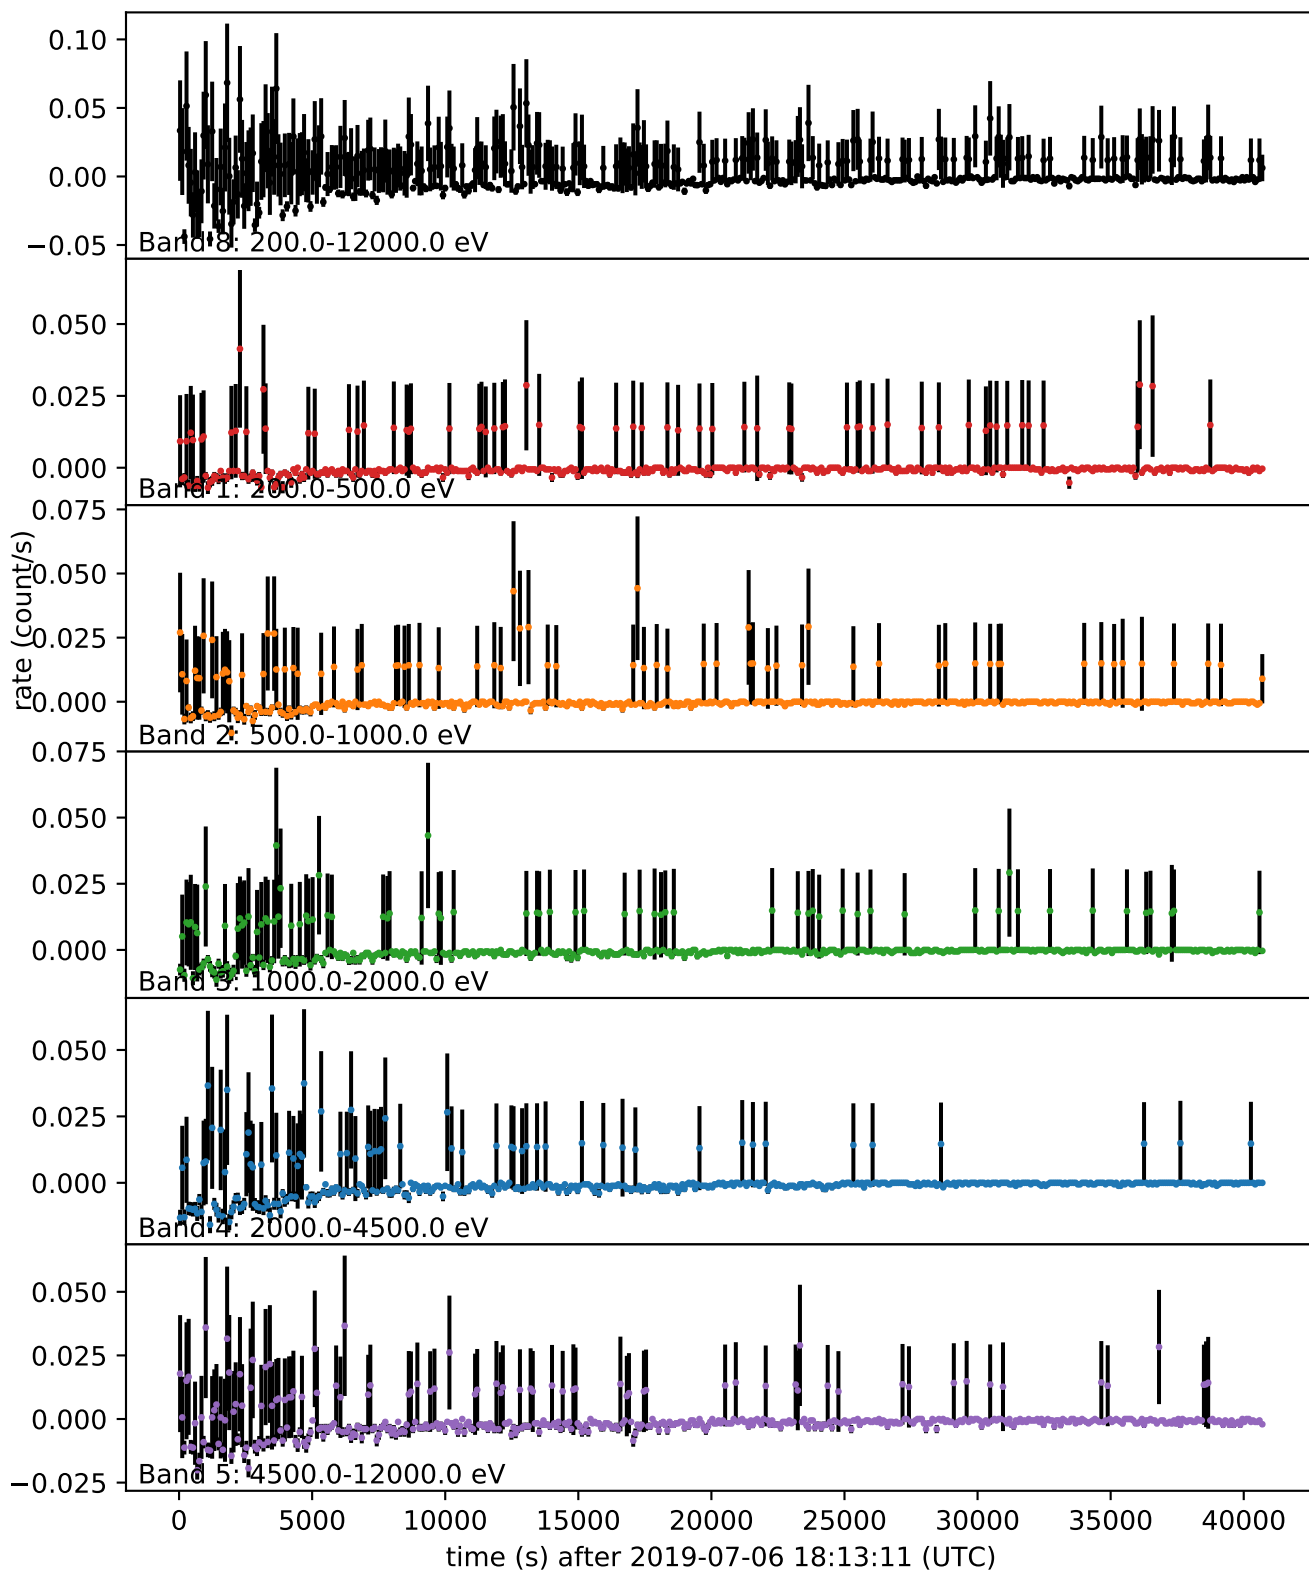 0.10
0.05
0.00
−0.05
Band 8: 200.0-12000.0 eV
0.050
0.025
0.000
Band 1: 200.0-500.0 eV
0.075
0.050
0.025
0.000
Band 2: 500.0-1000.0 eV
rate (count/s)
0.075
0.050
0.025
0.000
Band 3: 1000.0-2000.0 eV
0.050
0.025
0.000
Band 4: 2000.0-4500.0 eV
0.050
0.025
0.000
−0.025
Band 5: 4500.0-12000.0 eV
0 5000 10000 15000 20000 25000 30000 35000 40000
time (s) after 2019-07-06 18:13:11 (UTC)